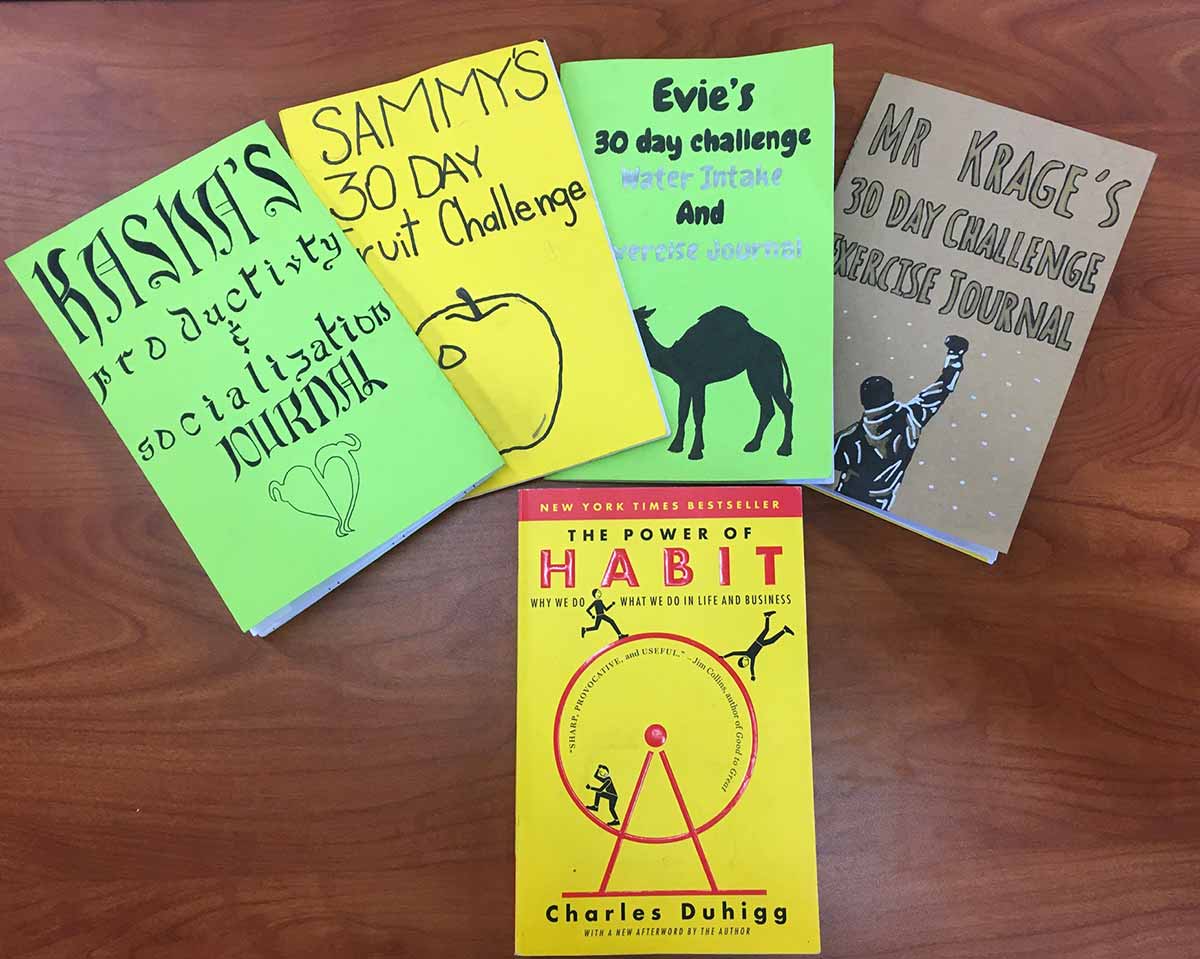 KASHA'S
productivity
&
socialization
JOURNAL
SAMMY'S
30 DAY
Fruit Challenge
Evie's
30 day challenge
Water Intake
And
Exercise Journal
MR KRAGE'S
30 DAY CHALLENGE
EXERCISE JOURNAL
NEW YORK TIMES BESTSELLER
THE POWER OF
HABIT
WHY WE DO WHAT WE DO IN LIFE AND BUSINESS
"SHARP, PROVOCATIVE, and USEFUL." –Jim Collins, author of Good to Great
Charles Duhigg
WITH A NEW AFTERWORD BY THE AUTHOR